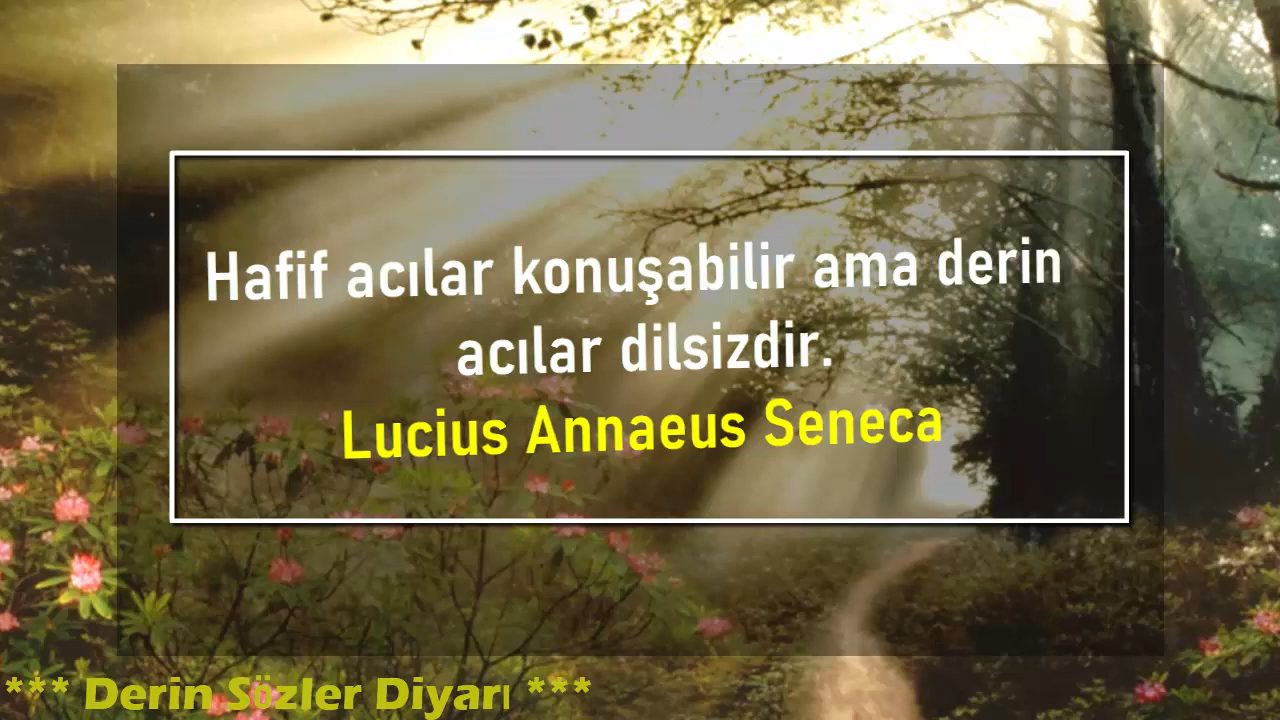 Hafif acılar konuşabilir ama derin
acılar dilsizdir.
Lucius Annaeus Seneca
*** Derin Sözler Diyarı ***